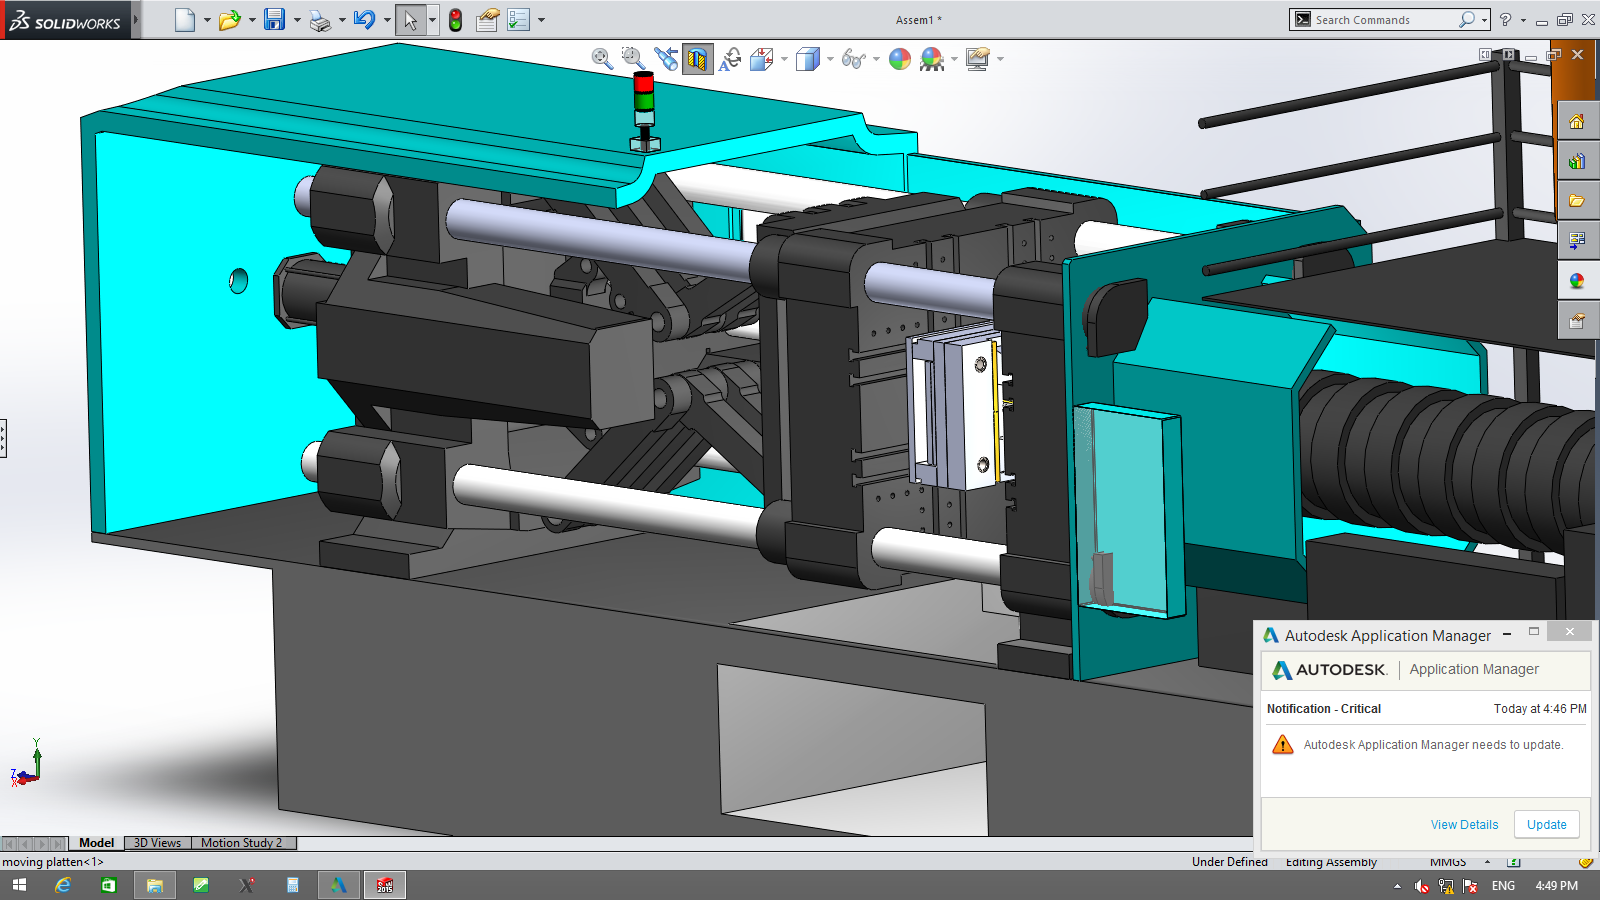 SOLIDWORKS
Assem1 *
Search Commands
?
Autodesk Application Manager
AUTODESK. Application Manager
Notification - Critical Today at 4:46 PM
Autodesk Application Manager needs to update.
View Details Update
Y
Z
X
Model 3D Views Motion Study 2
moving platten<1> Under Defined Editing Assembly MMGS
2015 ENG 4:49 PM